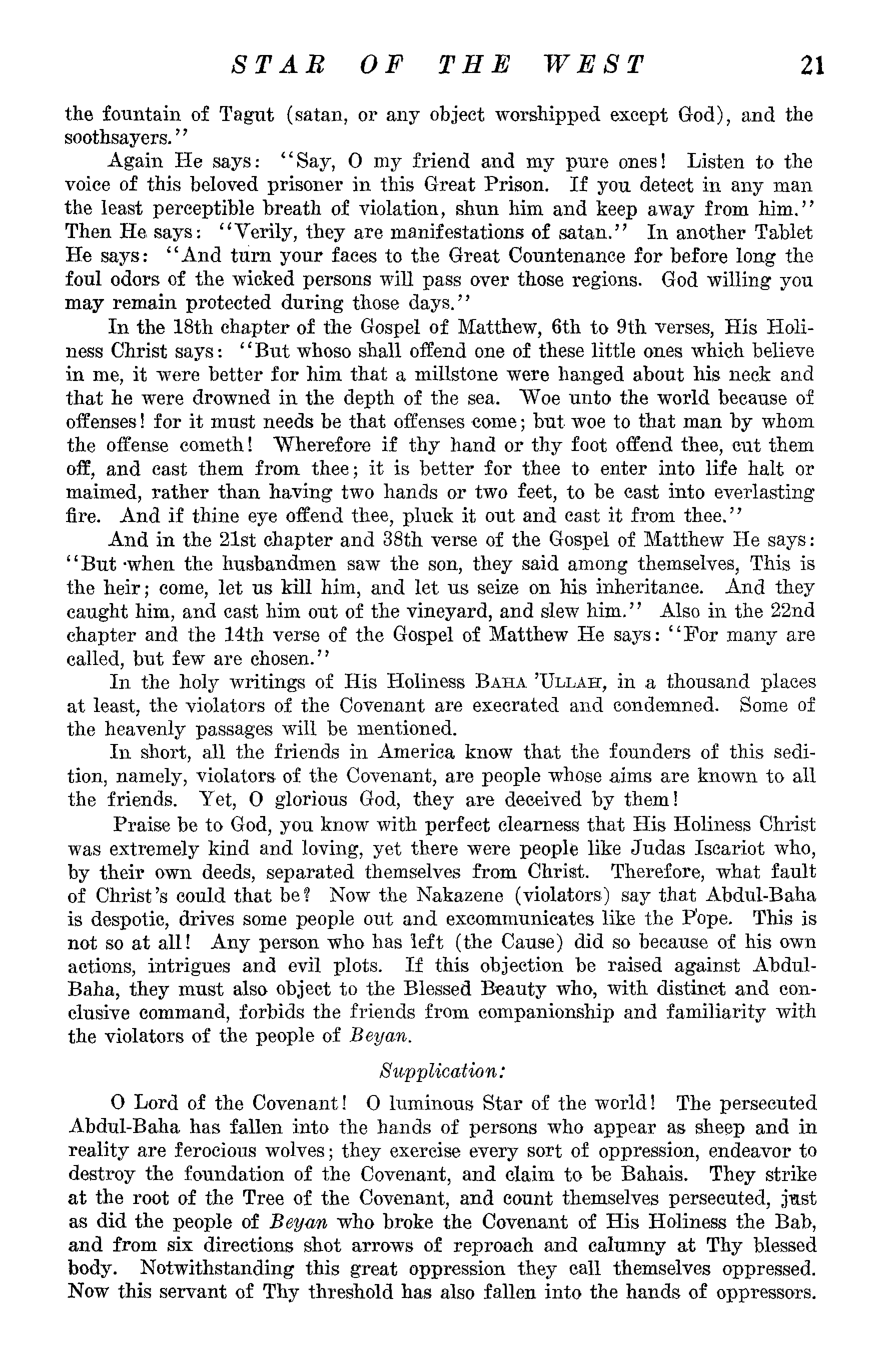 STAR OF THE WEST 21
the fountain of Tagut (satan, or any object worshipped except God), and the
soothsayers.''
Again He says: ''Say, O my friend and my pure ones! Listen to the
voice of this beloved prisoner in this Great Prison. If you detect in any man
the least perceptible breath of violation, shun him and keep away from him.''
Then He says: ''Verily, they are manifestations of satan.'' In another Tablet
He says: ''And turn your faces to the Great Countenance for before long the
foul odors of the wicked persons will pass over those regions. God willing you
may remain protected during those days.''
In the 18th chapter of the Gospel of Matthew, 6th to 9th verses, His Holi-
ness Christ says: ''But whoso shall offend one of these little ones which believe
in me, it were better for him that a millstone were hanged about his neck and
that he were drowned in the depth of the sea. Woe unto the world because of
offenses! for it must needs be that offenses come; but woe to that man by whom
the offense cometh! Wherefore if thy hand or thy foot offend thee, cut them
off, and cast them from thee; it is better for thee to enter into life halt or
maimed, rather than having two hands or two feet, to be cast into everlasting
fire. And if thine eye offend thee, pluck it out and cast it from thee.''
And in the 21st chapter and 38th verse of the Gospel of Matthew He says:
''But when the husbandmen saw the son, they said among themselves, This is
the heir; come, let us kill him, and let us seize on his inheritance. And they
caught him, and cast him out of the vineyard, and slew him.'' Also in the 22nd
chapter and the 14th verse of the Gospel of Matthew He says: ''For many are
called, but few are chosen.''
In the holy writings of His Holiness BAHA 'ULLAH, in a thousand places
at least, the violators of the Covenant are execrated and condemned. Some of
the heavenly passages will be mentioned.
In short, all the friends in America know that the founders of this sedi-
tion, namely, violators of the Covenant, are people whose aims are known to all
the friends. Yet, O glorious God, they are deceived by them!
Praise be to God, you know with perfect clearness that His Holiness Christ
was extremely kind and loving, yet there were people like Judas Iscariot who,
by their own deeds, separated themselves from Christ. Therefore, what fault
of Christ's could that be? Now the Nakazene (violators) say that Abdul-Baha
is despotic, drives some people out and excommunicates like the Pope. This is
not so at all! Any person who has left (the Cause) did so because of his own
actions, intrigues and evil plots. If this objection be raised against Abdul-
Baha, they must also object to the Blessed Beauty who, with distinct and con-
clusive command, forbids the friends from companionship and familiarity with
the violators of the people of Beyan.
Supplication:
O Lord of the Covenant! O luminous Star of the world! The persecuted
Abdul-Baha has fallen into the hands of persons who appear as sheep and in
reality are ferocious wolves; they exercise every sort of oppression, endeavor to
destroy the foundation of the Covenant, and claim to be Bahais. They strike
at the root of the Tree of the Covenant, and count themselves persecuted, just
as did the people of Beyan who broke the Covenant of His Holiness the Bab,
and from six directions shot arrows of reproach and calumny at Thy blessed
body. Notwithstanding this great oppression they call themselves oppressed.
Now this servant of Thy threshold has also fallen into the hands of oppressors.